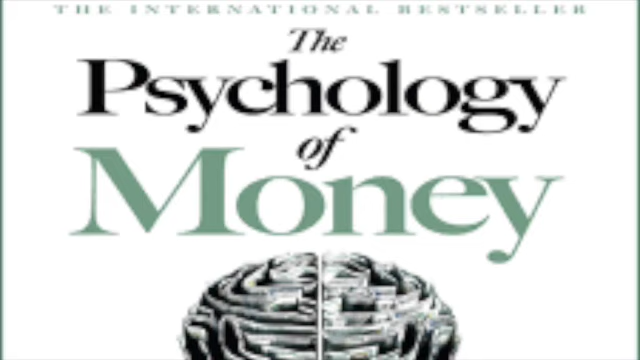 THE INTERNATIONAL BESTSELLER
The
Psychology
of
Money